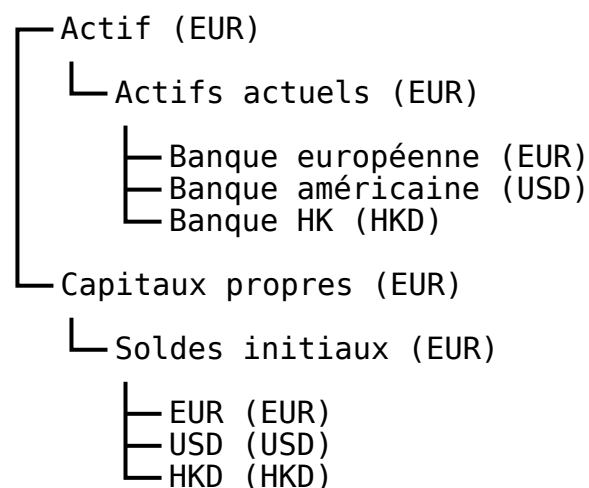 Actif (EUR)
Actifs actuels (EUR)
Banque européenne (EUR)
Banque américaine (USD)
Banque HK (HKD)
Capitaux propres (EUR)
Soldes initiaux (EUR)
EUR (EUR)
USD (USD)
HKD (HKD)